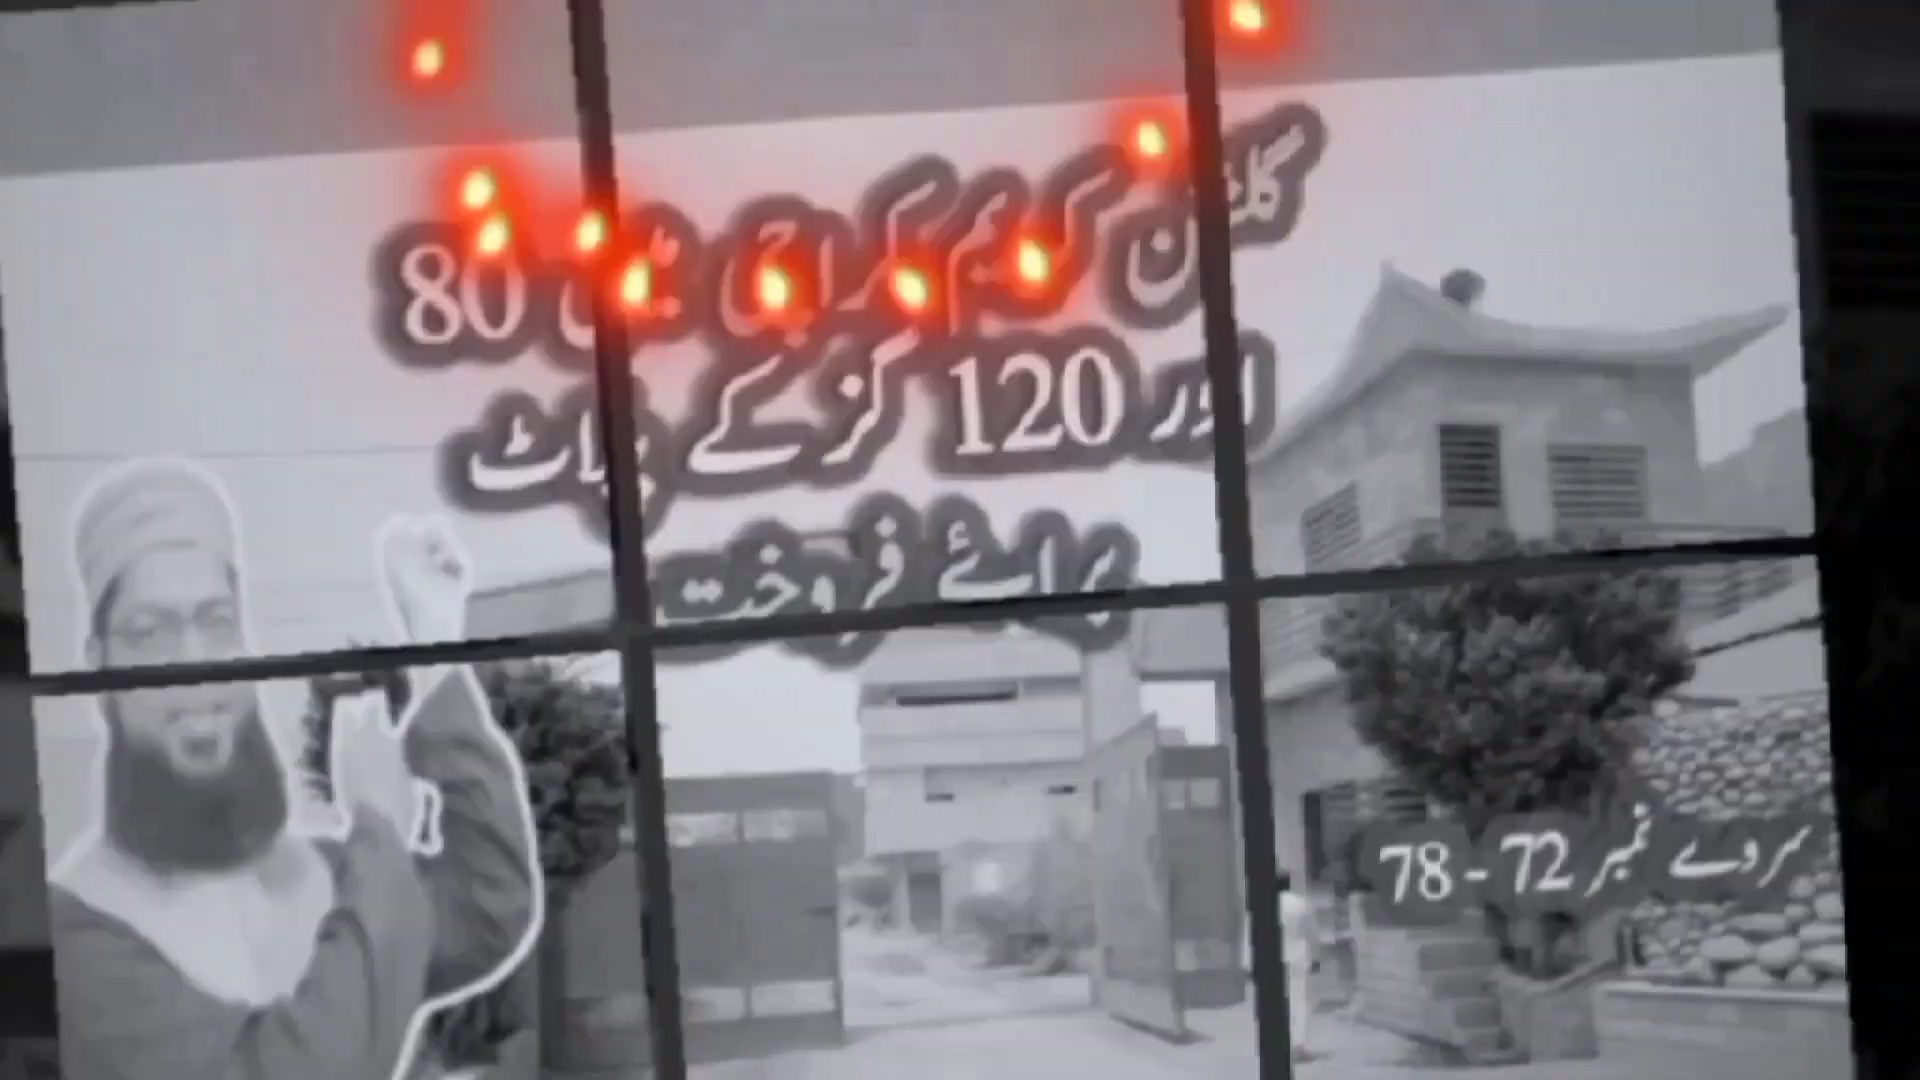 گلشن کریم کراچی میں 80
اور 120 گز کے پلاٹ
برائے فروخت
سروے نمبر 72 - 78